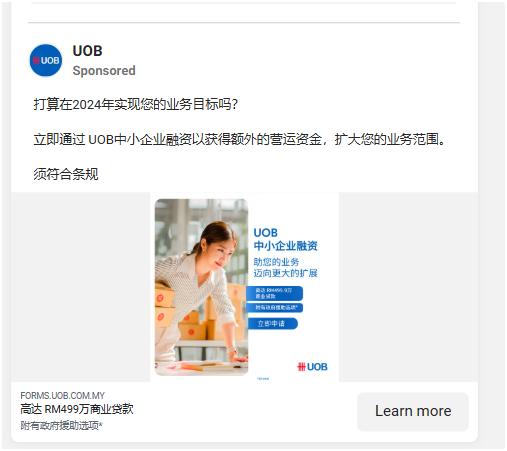 UOB
UOB
Sponsored
打算在2024年实现您的业务目标吗?
立即通过 UOB中小企业融资以获得额外的营运资金，扩大您的业务范围。
须符合条规
UOB
中小企业融资
助您的业务
迈向更大的扩展
高达 RM499.9万
商业贷款
附有政府援助选项*
立即申请
UOB
FORMS.UOB.COM.MY
高达 RM499万商业贷款
附有政府援助选项*
Learn more